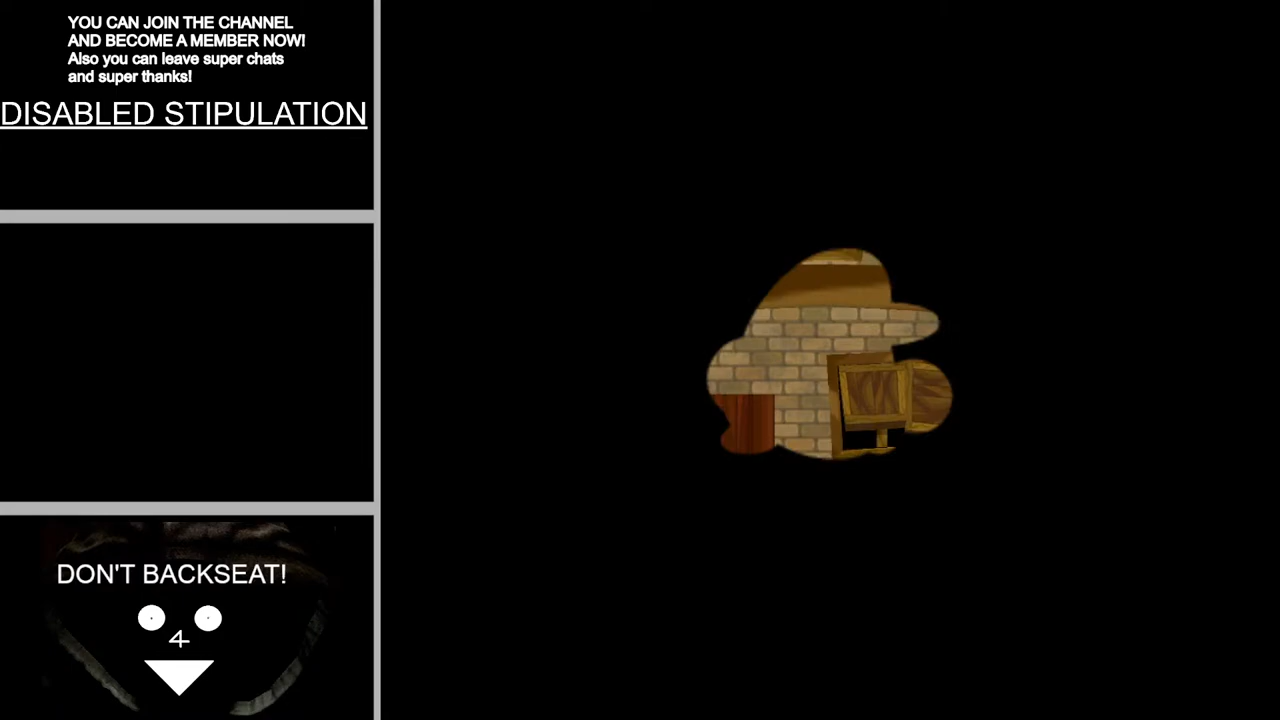 YOU CAN JOIN THE CHANNEL
AND BECOME A MEMBER NOW!
Also you can leave super chats
and super thanks!
DISABLED STIPULATION
DON'T BACKSEAT!
4